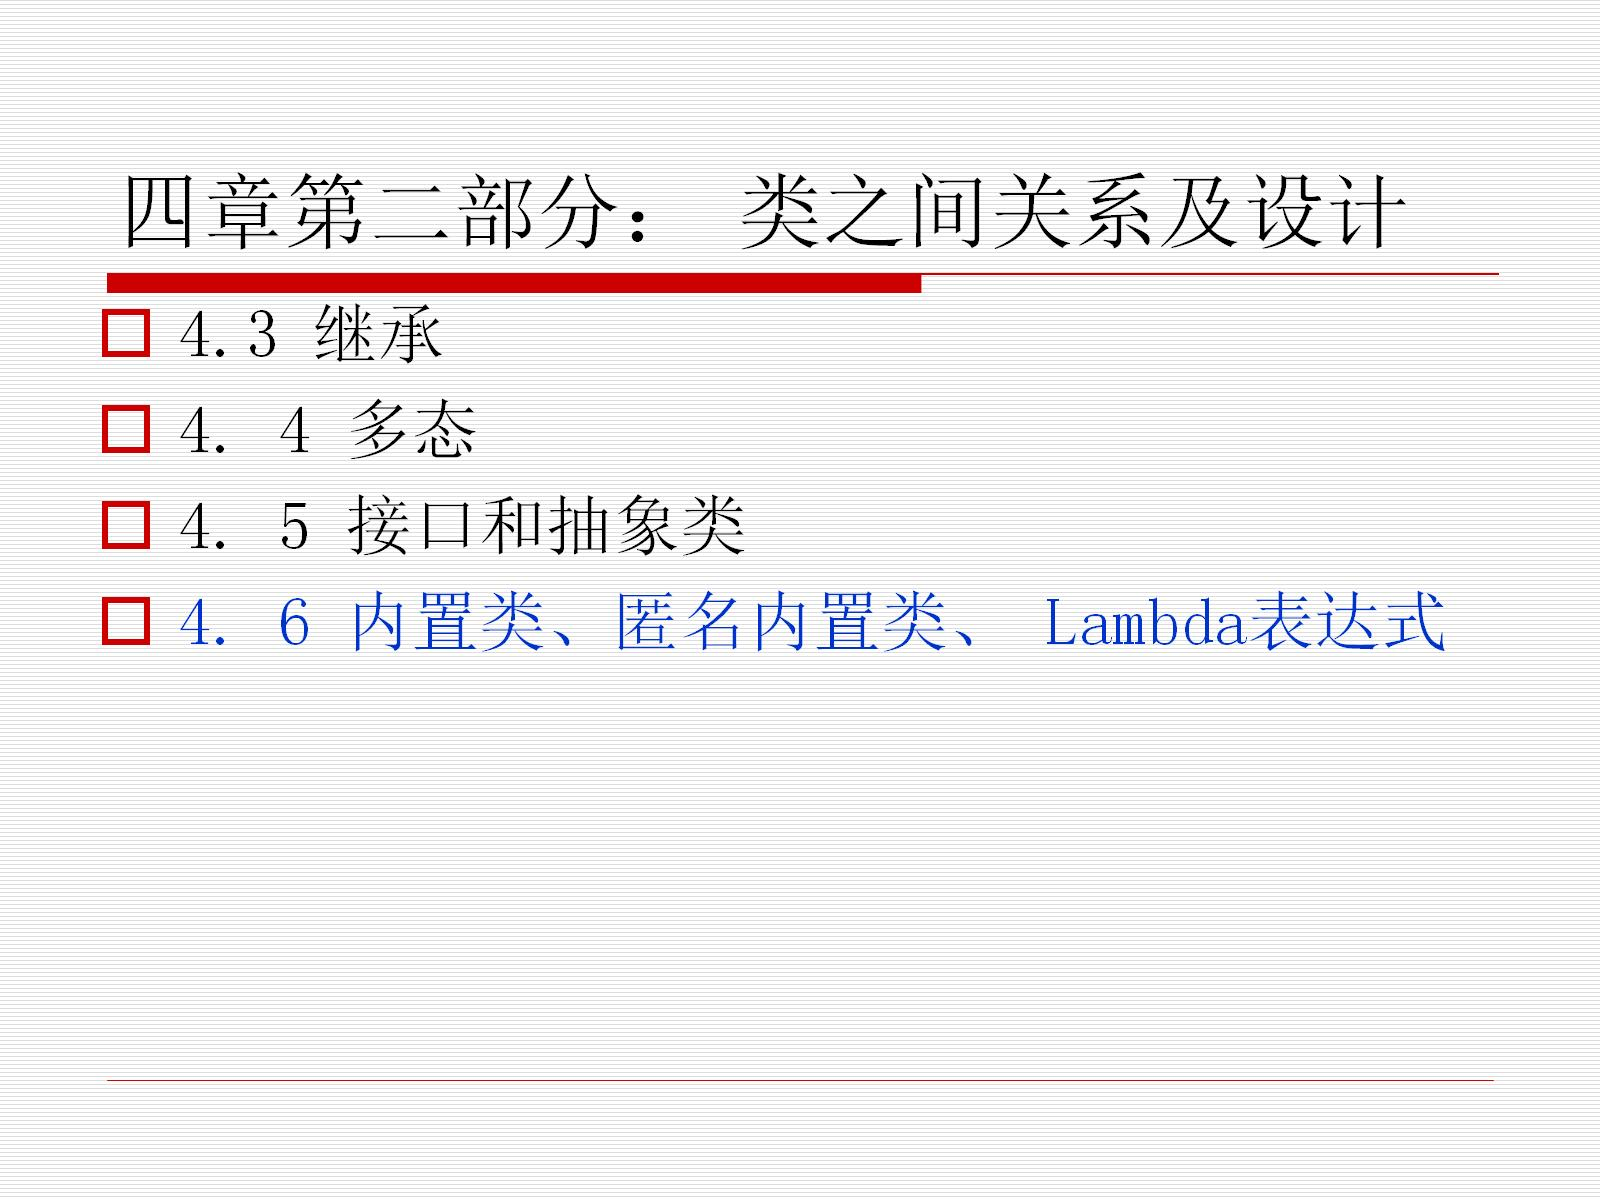 四章第二部分： 类之间关系及设计
4.3 继承
4. 4 多态
4. 5 接口和抽象类
4. 6 内置类、匿名内置类、 Lambda表达式